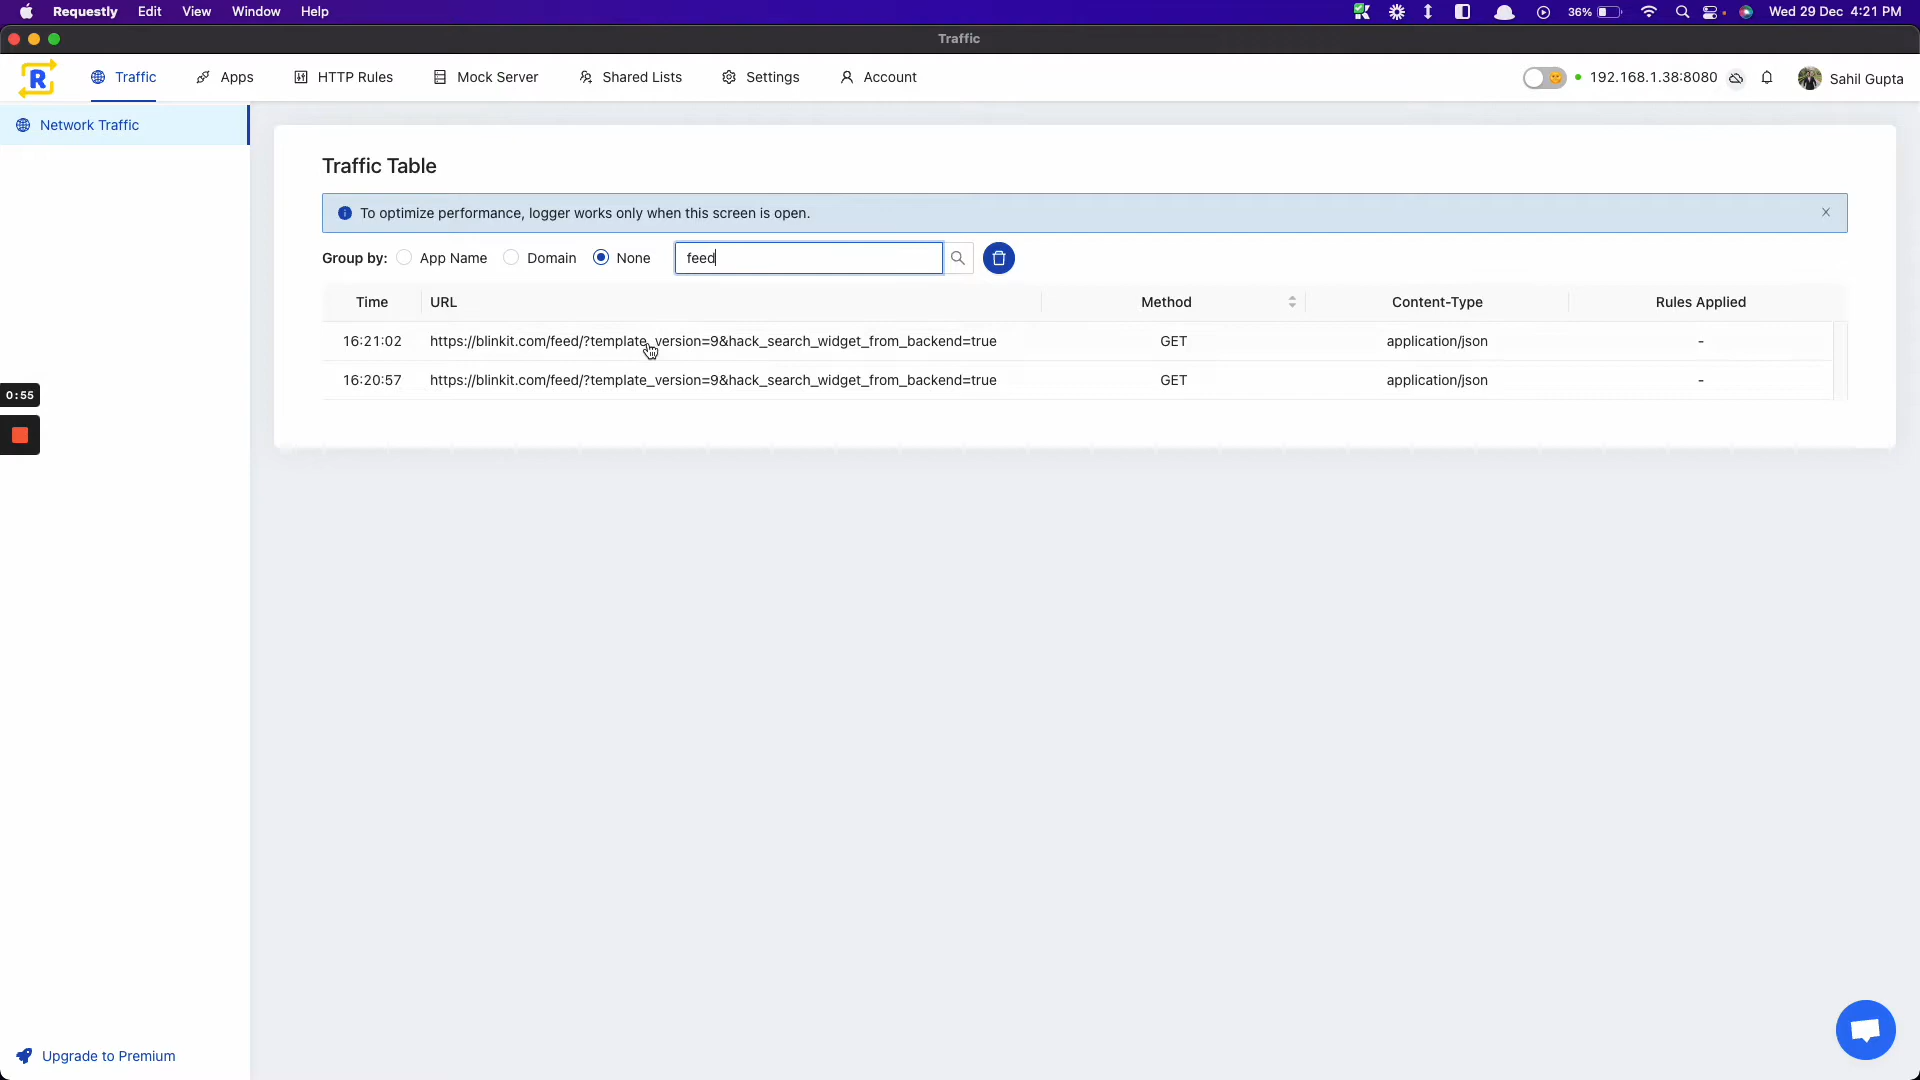 Requestly Edit View Window Help 36% Wed 29 Dec 4:21 PM
Traffic
R Traffic Apps HTTP Rules Mock Server Shared Lists Settings Account 192.168.1.38:8080 Sahil Gupta
Network Traffic
Traffic Table
To optimize performance, logger works only when this screen is open.
Group by: App Name Domain None feed
Time URL Method Content-Type Rules Applied
16:21:02 https://blinkit.com/feed/?template_version=9&hack_search_widget_from_backend=true GET application/json -
16:20:57 https://blinkit.com/feed/?template_version=9&hack_search_widget_from_backend=true GET application/json -
0:55
Upgrade to Premium